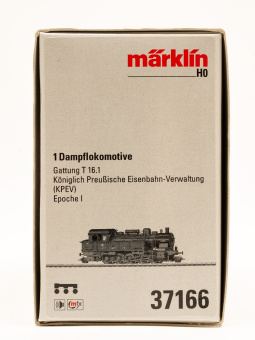 märklin
H0
1 Dampflokomotive
Gattung T 16.1
Königlich Preußische Eisenbahn-Verwaltung
(KPEV)
Epoche I
37166
mfx